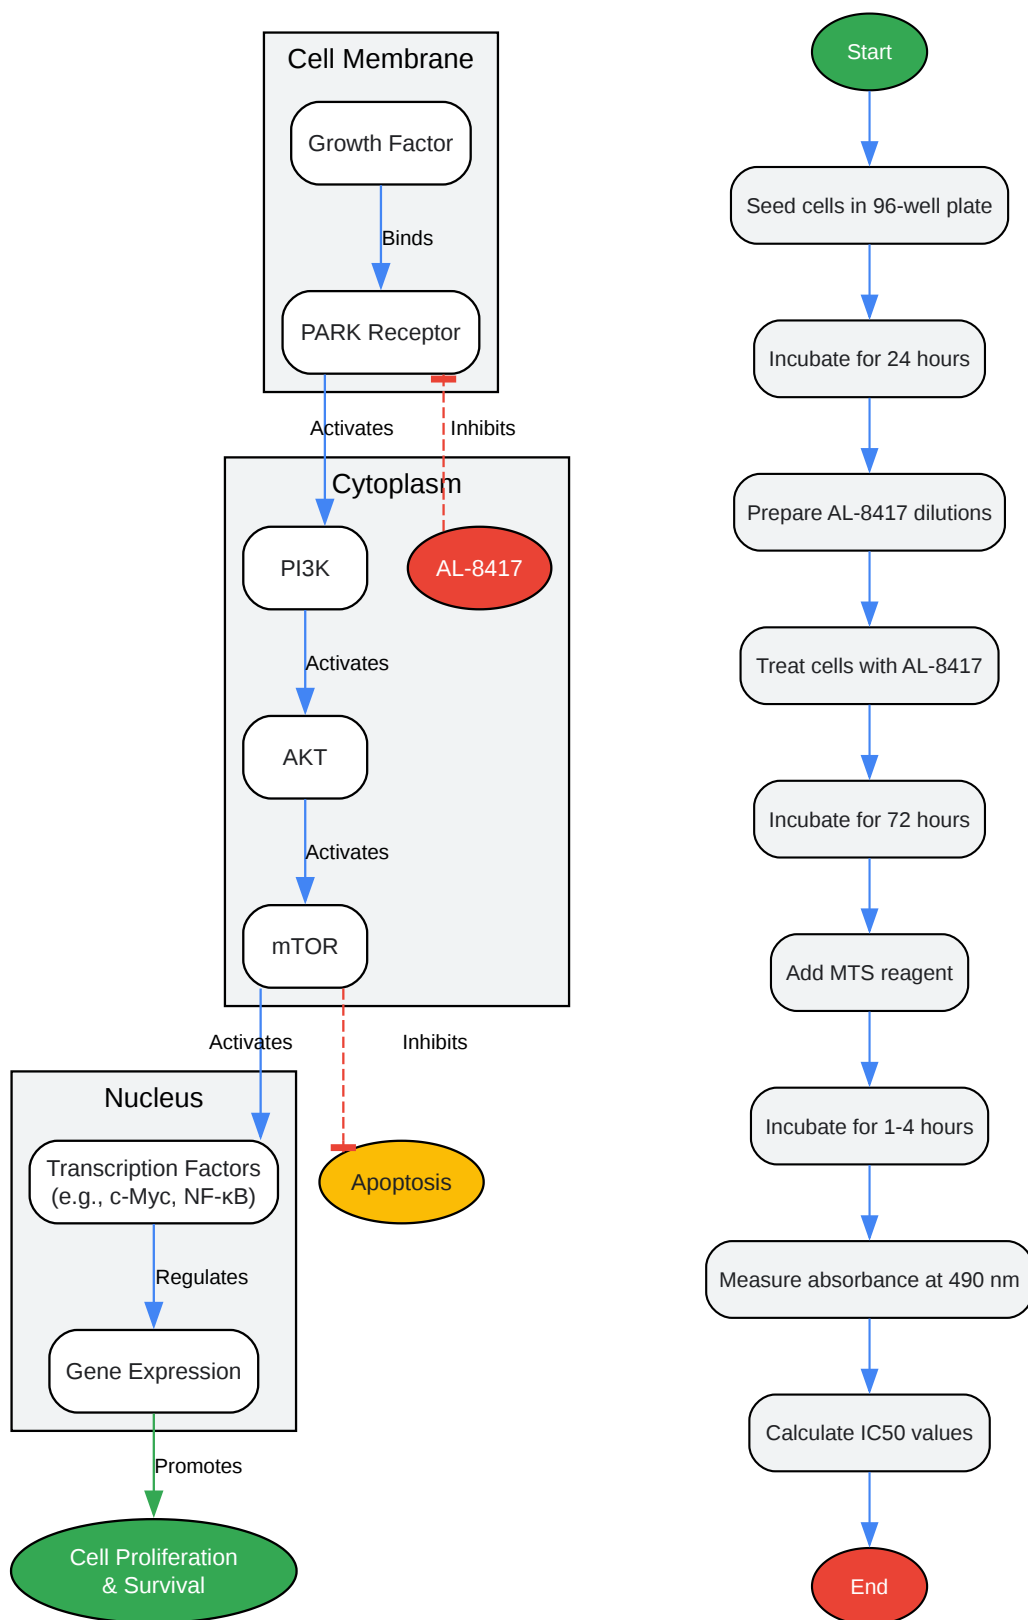 Cell Membrane
Growth Factor
Binds
PARK Receptor
Activates
Inhibits
Cytoplasm
PI3K
AL-8417
Activates
AKT
Activates
mTOR
Activates
Inhibits
Nucleus
Transcription Factors
(e.g., c-Myc, NF-κB)
Apoptosis
Regulates
Gene Expression
Promotes
Cell Proliferation
& Survival
Start
Seed cells in 96-well plate
Incubate for 24 hours
Prepare AL-8417 dilutions
Treat cells with AL-8417
Incubate for 72 hours
Add MTS reagent
Incubate for 1-4 hours
Measure absorbance at 490 nm
Calculate IC50 values
End